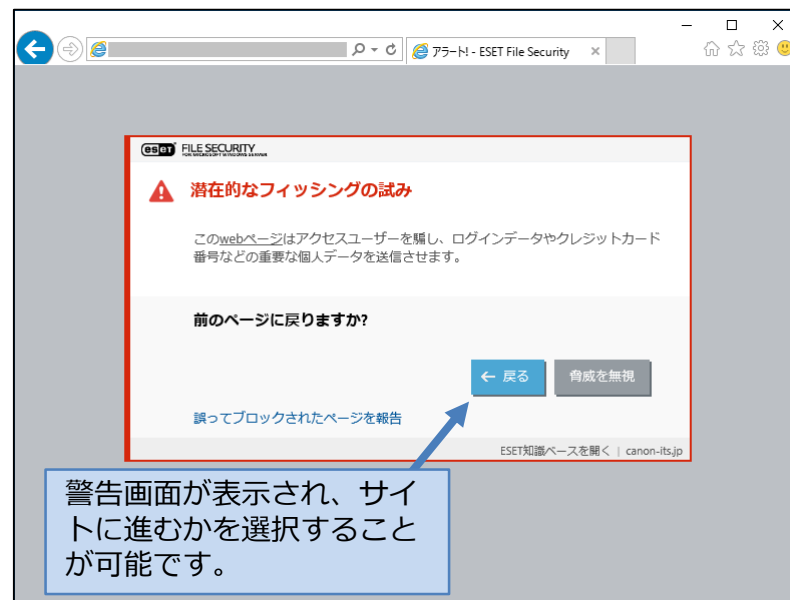 アラート! - ESET File Security
eset FILE SECURITY
FOR MICROSOFT WINDOWS SERVER
潜在的なフィッシングの試み
このwebページはアクセスユーザーを騙し、ログインデータやクレジットカード
番号などの重要な個人データを送信させます。
前のページに戻りますか?
← 戻る
脅威を無視
誤ってブロックされたページを報告
ESET知識ベースを開く | canon-its.jp
警告画面が表示され、サイ
トに進むかを選択すること
が可能です。